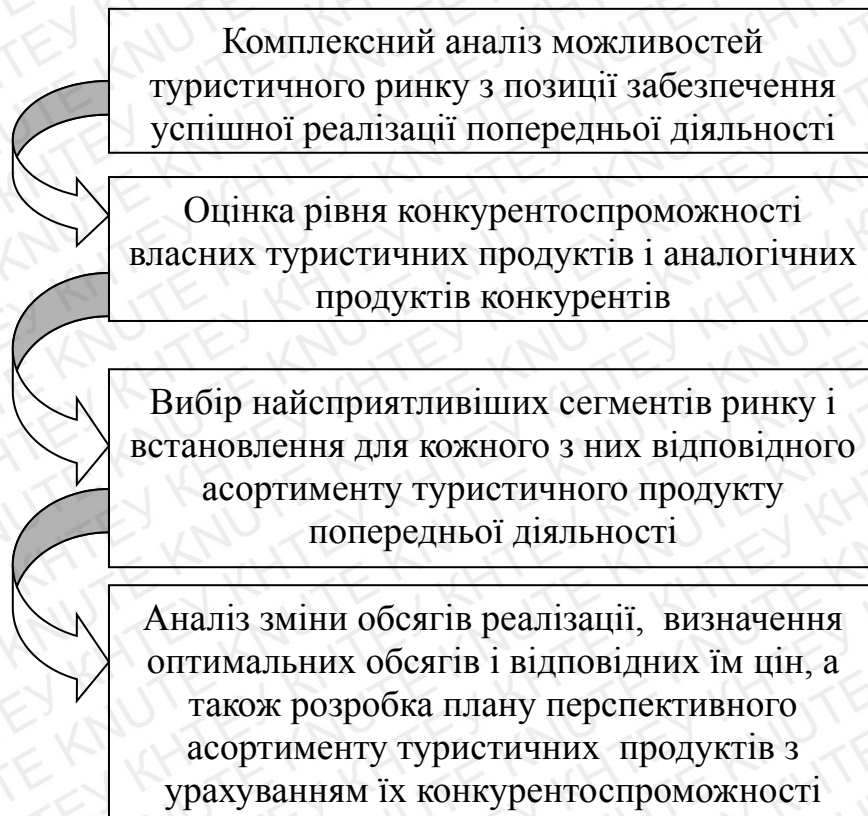 Комплексний аналіз можливостей
туристичного ринку з позиції забезпечення
успішної реалізації попередньої діяльності
Оцінка рівня конкурентоспроможності
власних туристичних продуктів і аналогічних
продуктів конкурентів
Вибір найсприятливіших сегментів ринку і
встановлення для кожного з них відповідного
асортименту туристичного продукту
попередньої діяльності
Аналіз зміни обсягів реалізації, визначення
оптимальних обсягів і відповідних їм цін, а
також розробка плану перспективного
асортименту туристичних продуктів з
урахуванням їх конкурентоспроможності